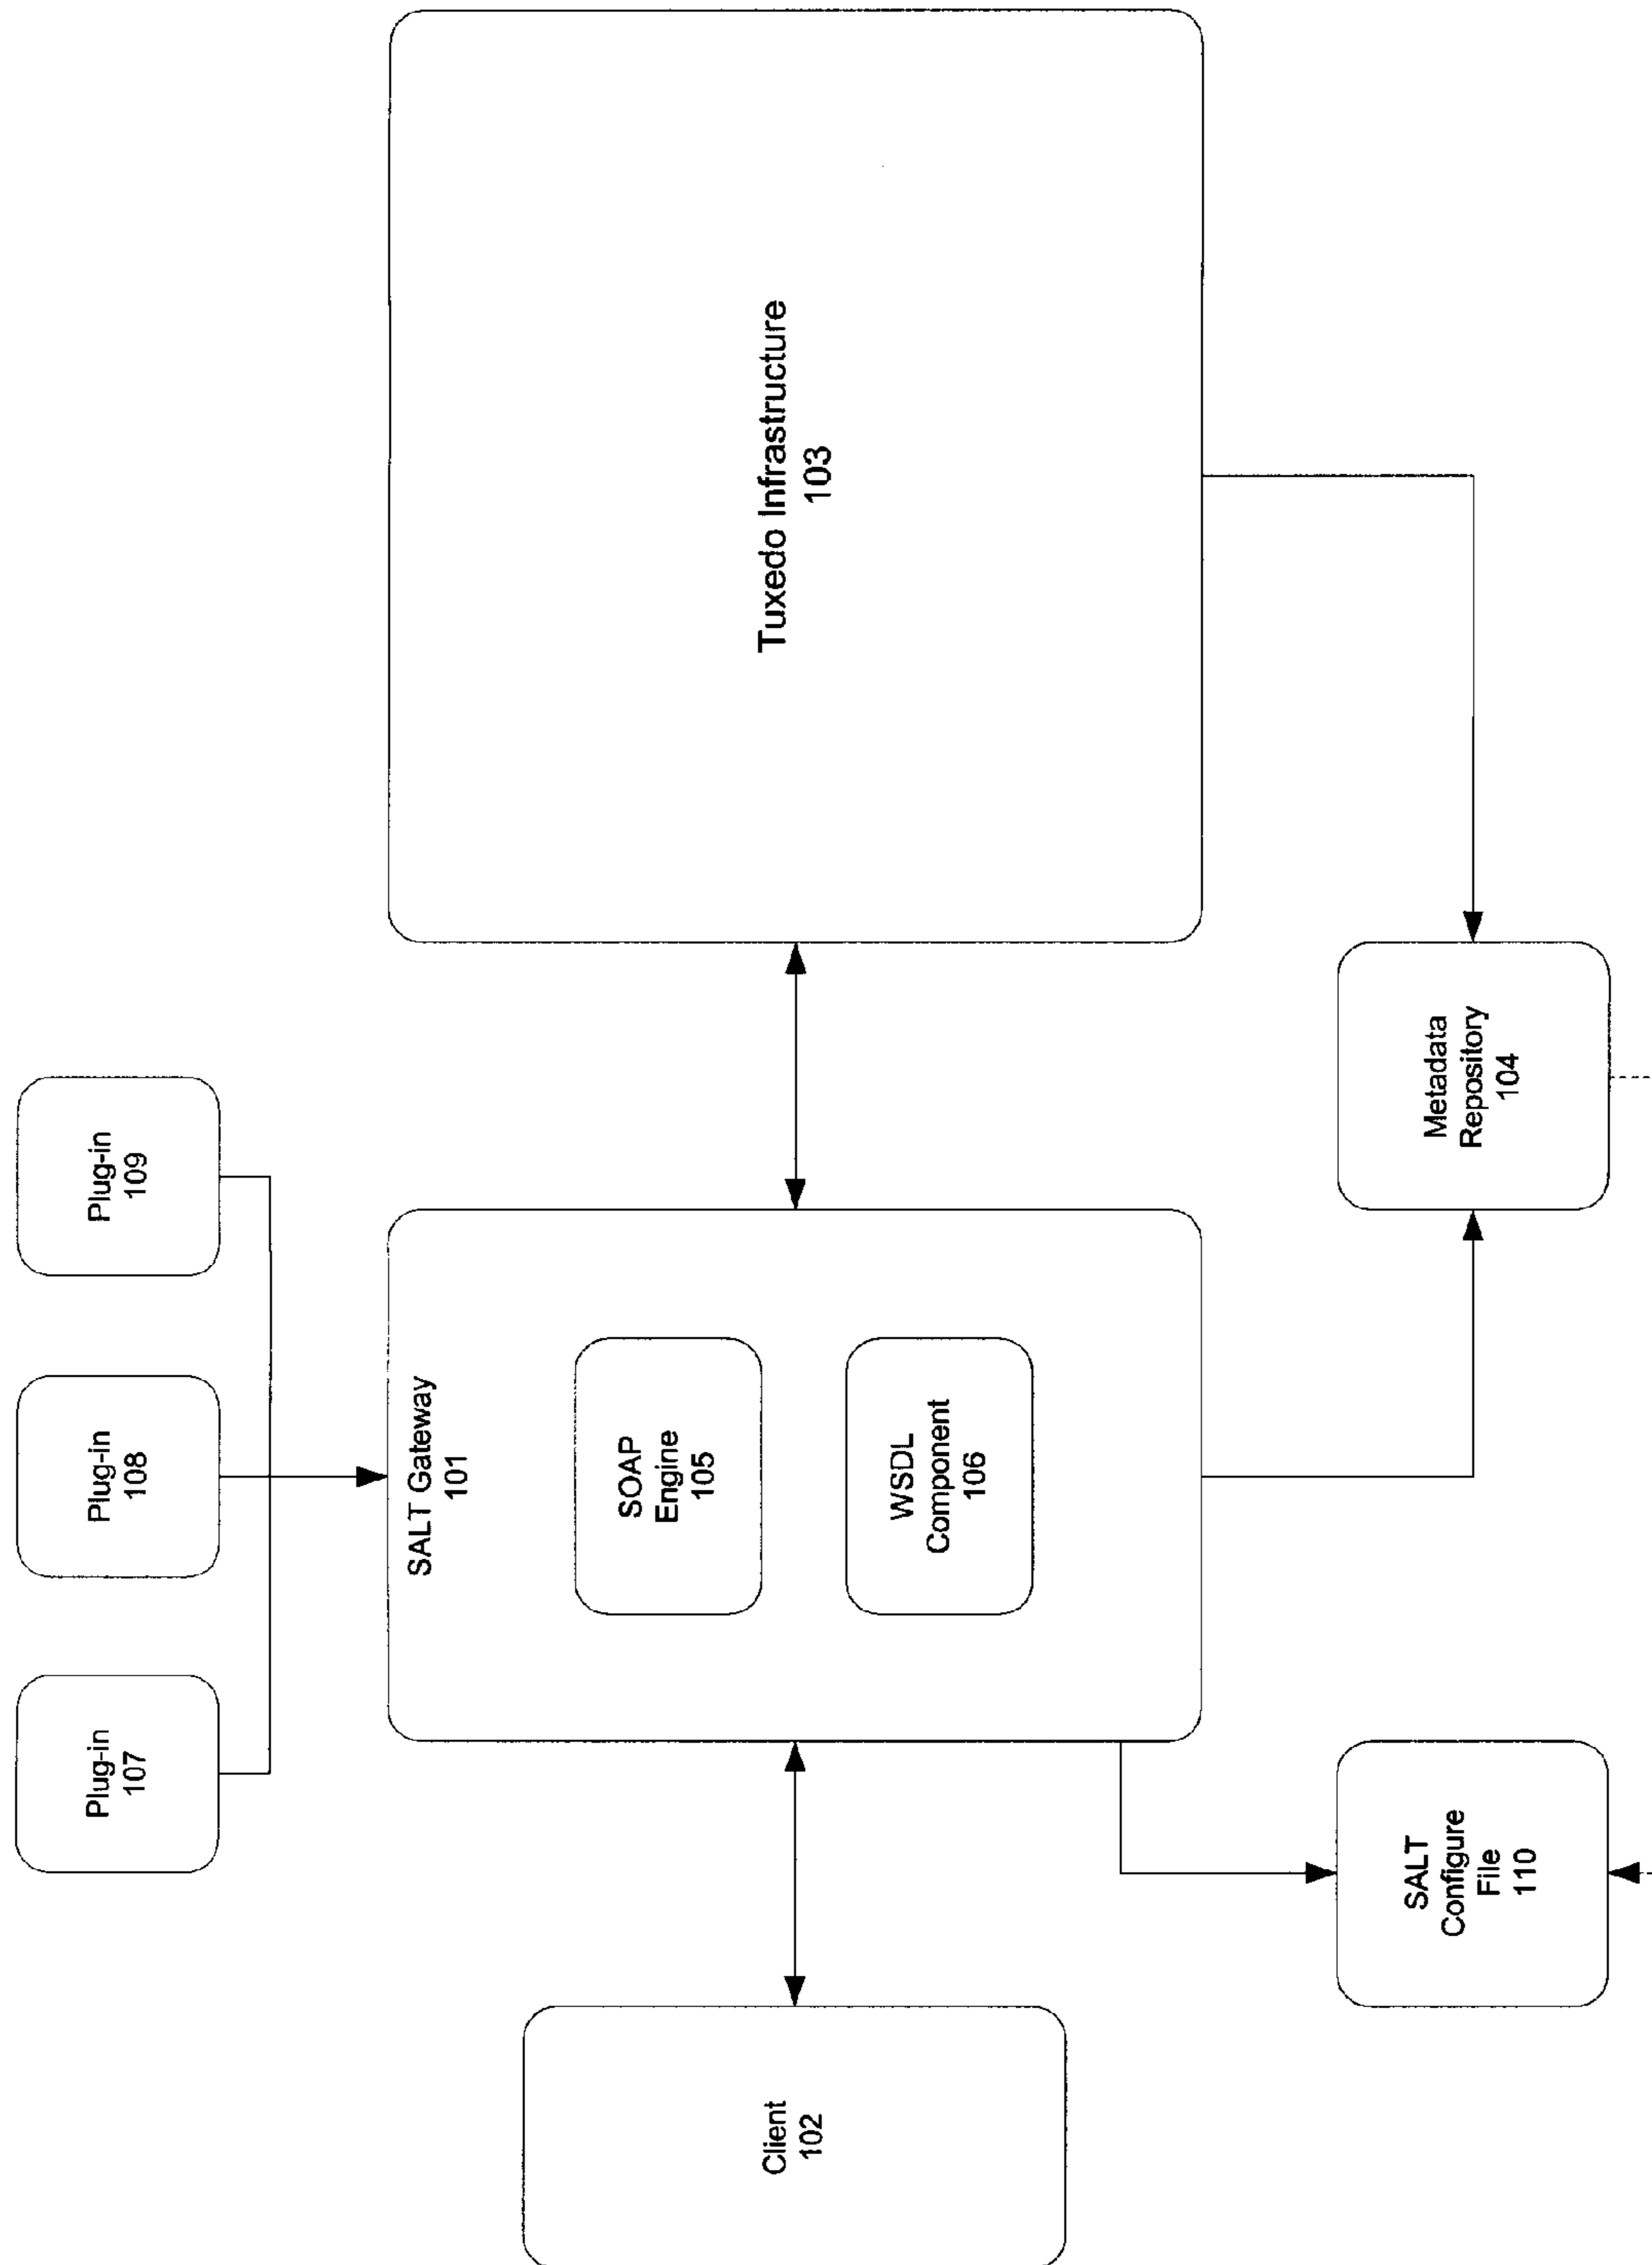 Plug-in
107
Plug-in
108
Plug-in
109
SALT Gateway
101
SOAP
Engine
105
WSDL
Component
106
Client
102
Tuxedo Infrastructure
103
SALT
Configure
File
110
Metadata
Repository
104